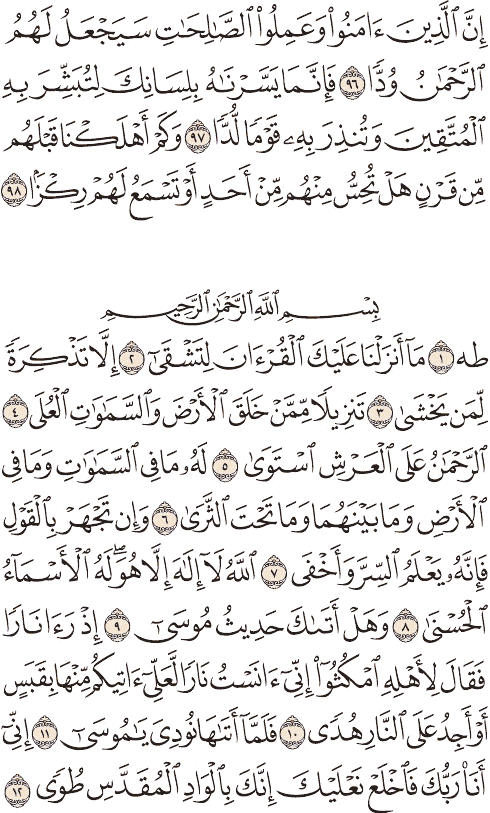 إِنَّ ٱلَّذِينَ ءَامَنُوا۟ وَعَمِلُوا۟ ٱلصَّٰلِحَٰتِ سَيَجْعَلُ لَهُمُ
ٱلرَّحْمَٰنُ وُدًّا ٩٦ فَإِنَّمَا يَسَّرْنَٰهُ بِلِسَانِكَ لِتُبَشِّرَ بِهِ
ٱلْمُتَّقِينَ وَتُنذِرَ بِهِۦ قَوْمًا لُّدًّا ٩٧ وَكَمْ أَهْلَكْنَا قَبْلَهُم
مِّن قَرْنٍ هَلْ تُحِسُّ مِنْهُم مِّنْ أَحَدٍ أَوْ تَسْمَعُ لَهُمْ رِكْزًۢا ٩٨
بِسْمِ ٱللَّهِ ٱلرَّحْمَٰنِ ٱلرَّحِيمِ
طه ١ مَآ أَنزَلْنَا عَلَيْكَ ٱلْقُرْءَانَ لِتَشْقَىٰٓ ٢ إِلَّا تَذْكِرَةً
لِّمَن يَخْشَىٰ ٣ تَنزِيلًا مِّمَّنْ خَلَقَ ٱلْأَرْضَ وَٱلسَّمَٰوَٰتِ ٱلْعُلَى ٤
ٱلرَّحْمَٰنُ عَلَى ٱلْعَرْشِ ٱسْتَوَىٰ ٥ لَهُۥ مَا فِى ٱلسَّمَٰوَٰتِ وَمَا فِى
ٱلْأَرْضِ وَمَا بَيْنَهُمَا وَمَا تَحْتَ ٱلثَّرَىٰ ٦ وَإِن تَجْهَرْ بِٱلْقَوْلِ
فَإِنَّهُۥ يَعْلَمُ ٱلسِّرَّ وَأَخْفَى ٧ ٱللَّهُ لَآ إِلَٰهَ إِلَّا هُوَ ۖ لَهُ ٱلْأَسْمَآءُ
ٱلْحُسْنَىٰ ٨ وَهَلْ أَتَىٰكَ حَدِيثُ مُوسَىٰٓ ٩ إِذْ رَءَا نَارًا
فَقَالَ لِأَهْلِهِ ٱمْكُثُوٓا۟ إِنِّىٓ ءَانَسْتُ نَارًا لَّعَلِّىٓ ءَاتِيكُم مِّنْهَا بِقَبَسٍ
أَوْ أَجِدُ عَلَى ٱلنَّارِ هُدًى ١٠ فَلَمَّآ أَتَىٰهَا نُودِىَ يَٰمُوسَىٰٓ ١١ إِنِّىٓ
أَنَا۠ رَبُّكَ فَٱخْلَعْ نَعْلَيْكَ إِنَّكَ بِٱلْوَادِ ٱلْمُقَدَّسِ طُوًى ١٢